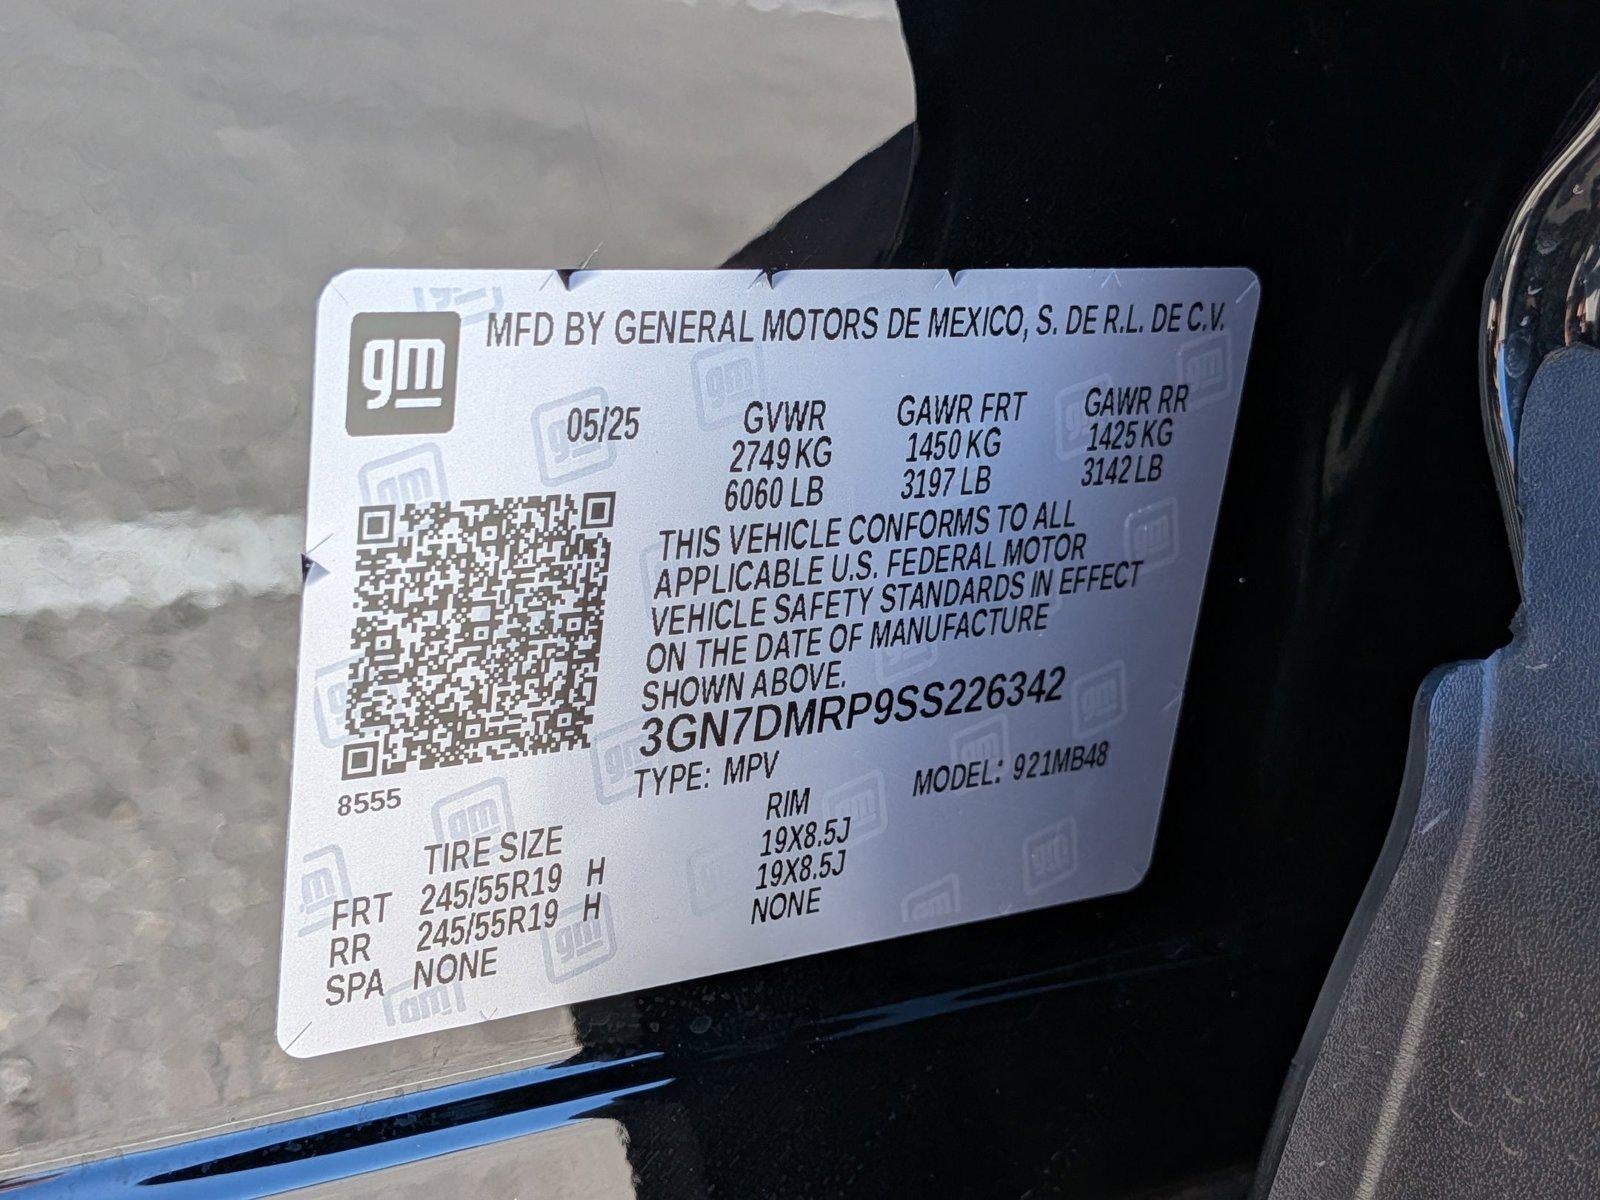 gm
MFD BY GENERAL MOTORS DE MEXICO, S. DE R.L. DE C.V.
05/25 GVWR GAWR FRT GAWR RR
2749 KG 1450 KG 1425 KG
6060 LB 3197 LB 3142 LB
THIS VEHICLE CONFORMS TO ALL
APPLICABLE U.S. FEDERAL MOTOR
VEHICLE SAFETY STANDARDS IN EFFECT
ON THE DATE OF MANUFACTURE
SHOWN ABOVE.
3GN7DMRP9SS226342
TYPE: MPV MODEL: 921MB48
8555
TIRE SIZE RIM
FRT 245/55R19 H 19X8.5J
RR 245/55R19 H 19X8.5J
SPA NONE NONE